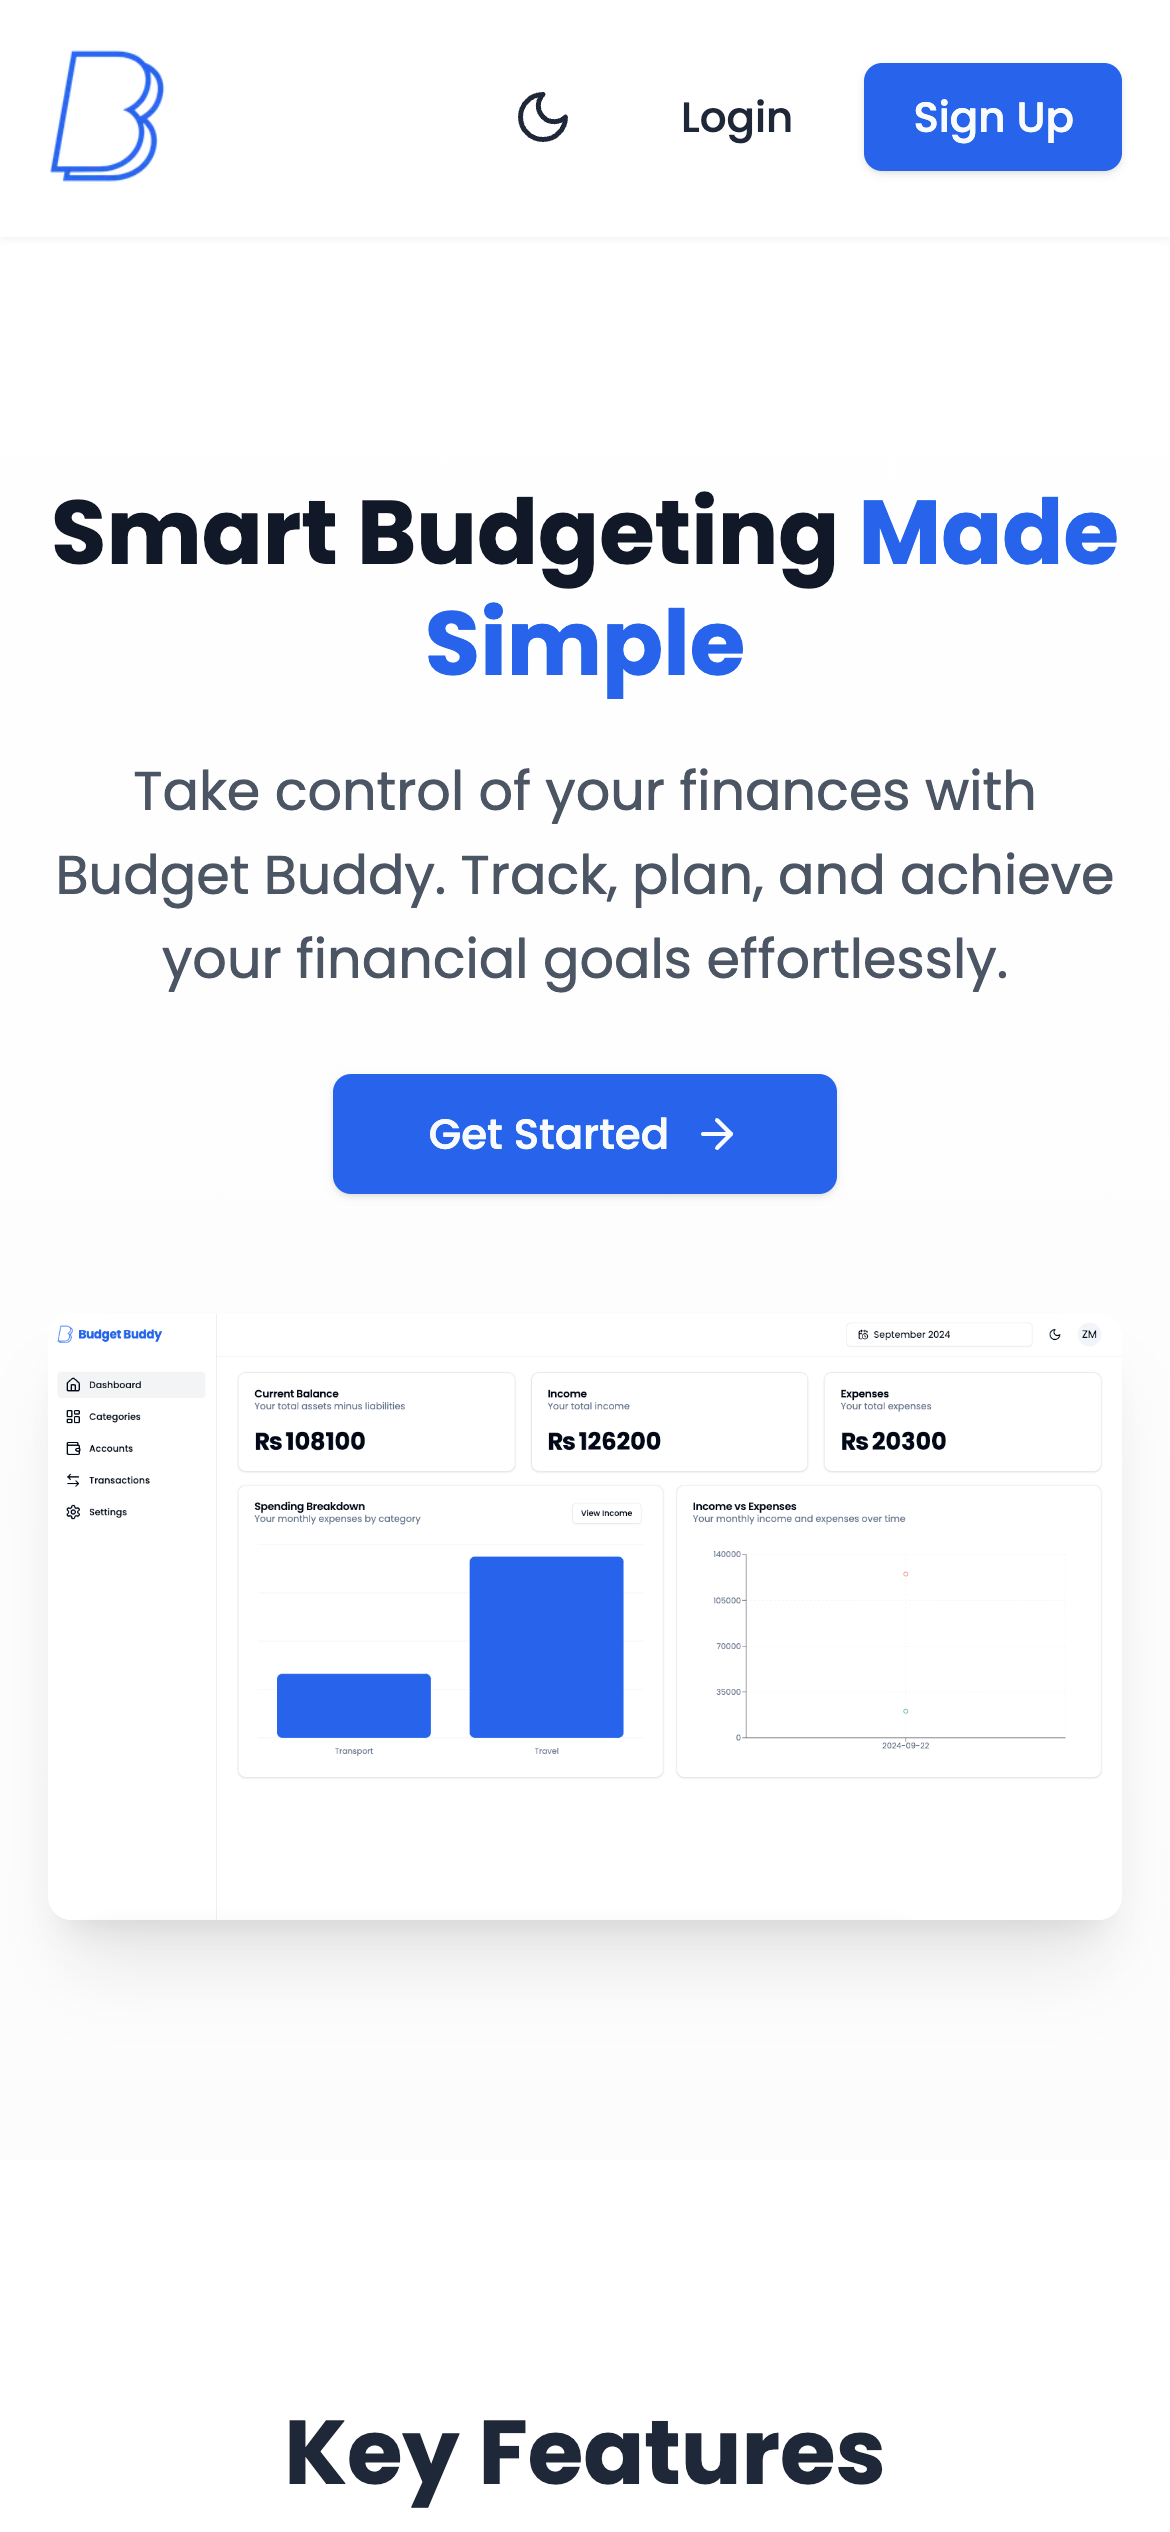 B
Login
Sign Up
Smart Budgeting Made
Simple
Take control of your finances with
Budget Buddy. Track, plan, and achieve
your financial goals effortlessly.
Get Started
B Budget Buddy
September 2024
ZM
Dashboard
Categories
Accounts
Transactions
Settings
Current Balance
Your total assets minus liabilities
Rs 108100
Income
Your total income
Rs 126200
Expenses
Your total expenses
Rs 20300
Spending Breakdown
Your monthly expenses by category
View Income
Transport
Travel
Income vs Expenses
Your monthly income and expenses over time
140000
105000
70000
35000
0
2024-09-22
Key Features